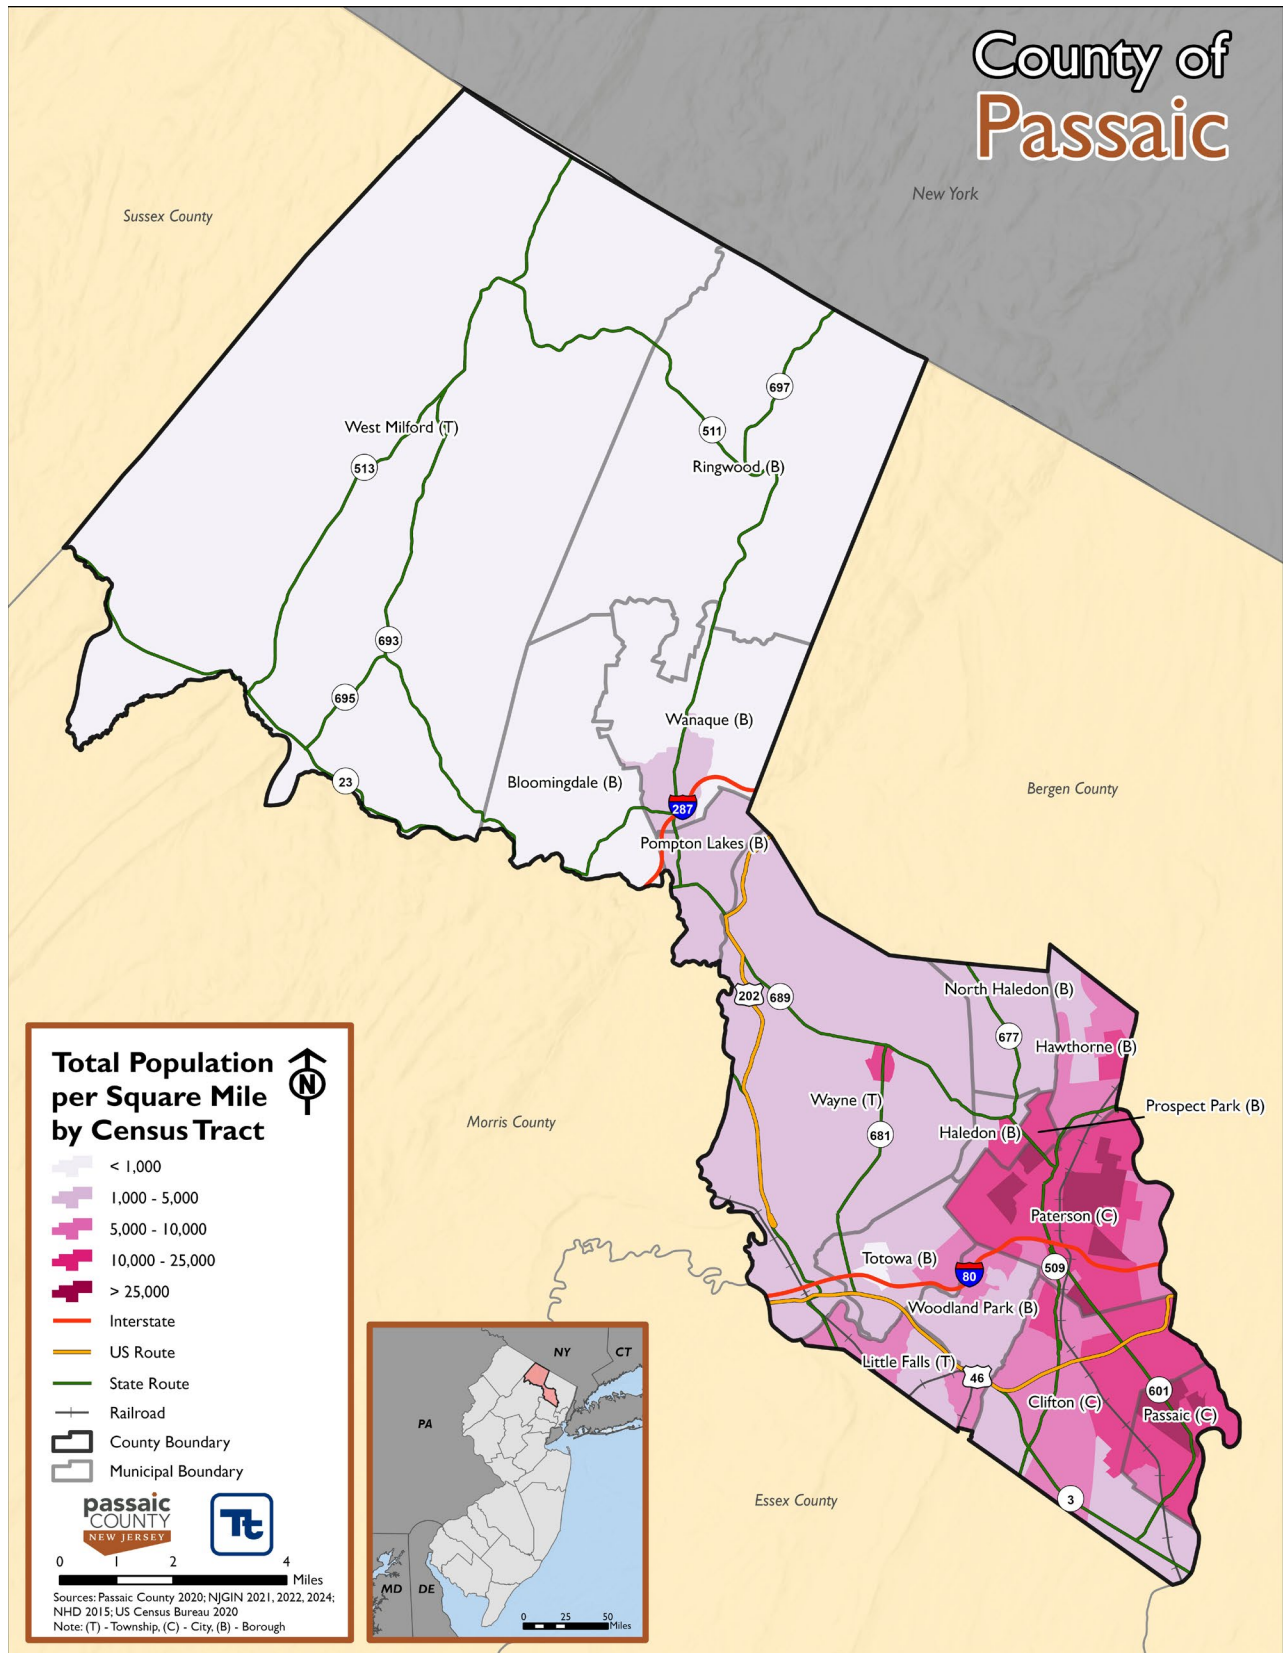 County of
Passaic
New York
Sussex County
697
511
West Milford (T)
513
Ringwood (B)
693
695
Wanaque (B)
23
Bloomingdale (B)
287
Bergen County
Pompton Lakes (B)
202
689
North Haledon (B)
677
Hawthorne (B)
Wayne (T)
Prospect Park (B)
Morris County
681
Haledon (B)
Paterson (C)
Totowa (B)
80
509
Woodland Park (B)
Little Falls (T)
46
601
Clifton (C)
Passaic (C)
3
Essex County
Total Population
per Square Mile
by Census Tract
N
< 1,000
1,000 - 5,000
5,000 - 10,000
10,000 - 25,000
> 25,000
Interstate
US Route
State Route
Railroad
County Boundary
Municipal Boundary
passaic
COUNTY
NEW JERSEY
Tt
0 1 2 4
Miles
Sources: Passaic County 2020; NJGIN 2021, 2022, 2024;
NHD 2015; US Census Bureau 2020
Note: (T) - Township, (C) - City, (B) - Borough
NY
CT
PA
MD
DE
0 25 50
Miles